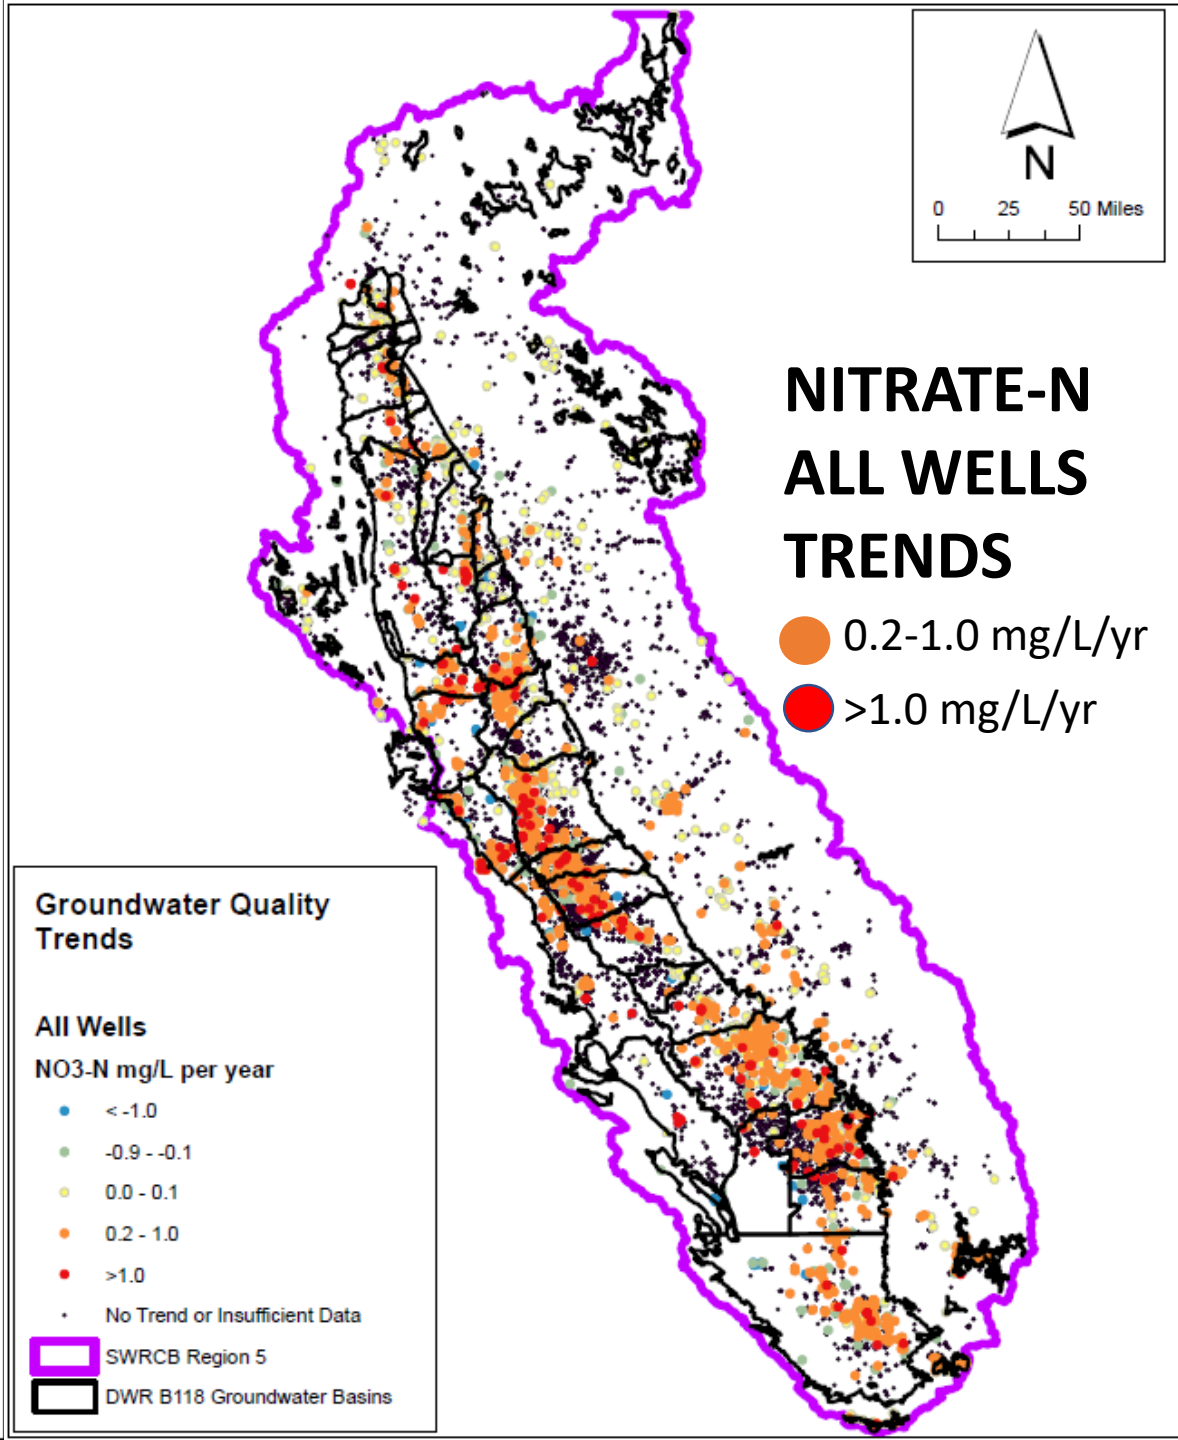 N
0 25 50 Miles
NITRATE-N
ALL WELLS
TRENDS
0.2-1.0 mg/L/yr
>1.0 mg/L/yr
Groundwater Quality
Trends
All Wells
NO3-N mg/L per year
< -1.0
-0.9 - -0.1
0.0 - 0.1
0.2 - 1.0
>1.0
No Trend or Insufficient Data
SWRCB Region 5
DWR B118 Groundwater Basins